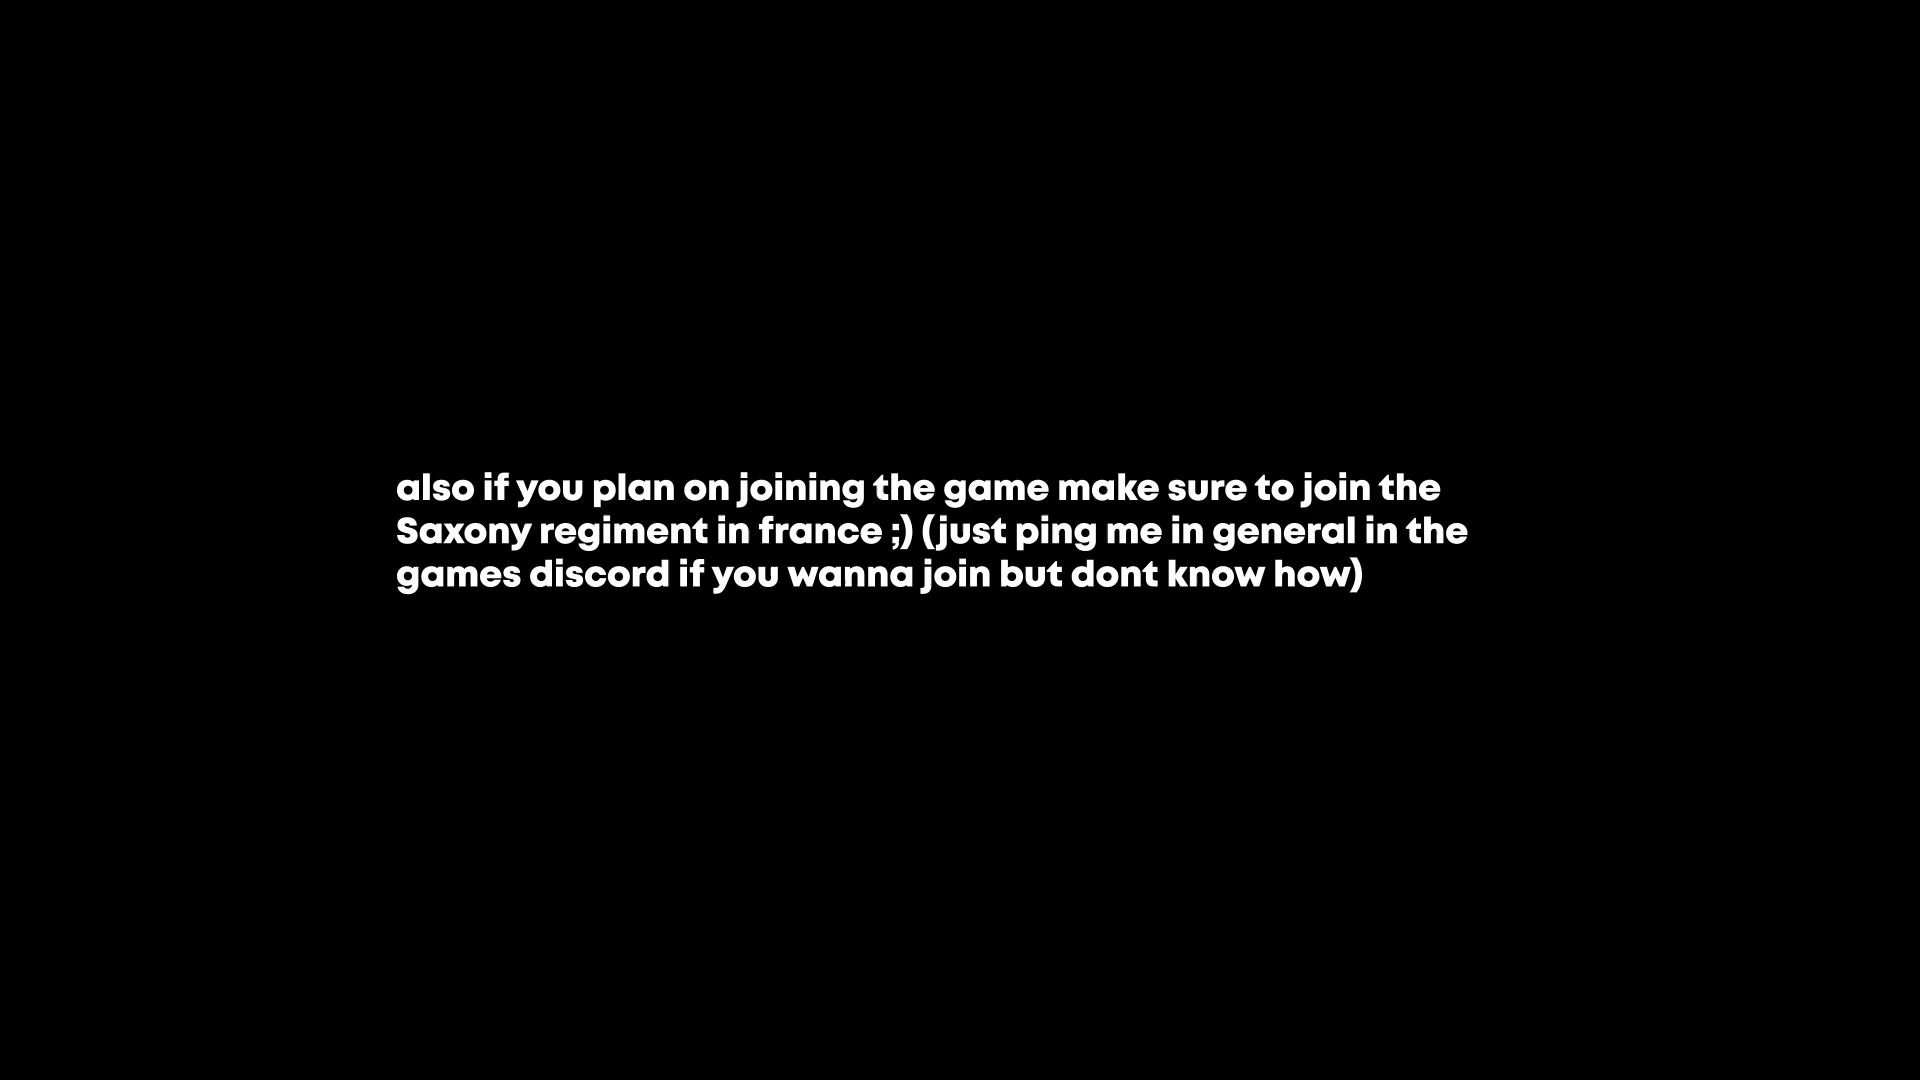 also if you plan on joining the game make sure to join the
Saxony regiment in france ;) (just ping me in general in the
games discord if you wanna join but dont know how)